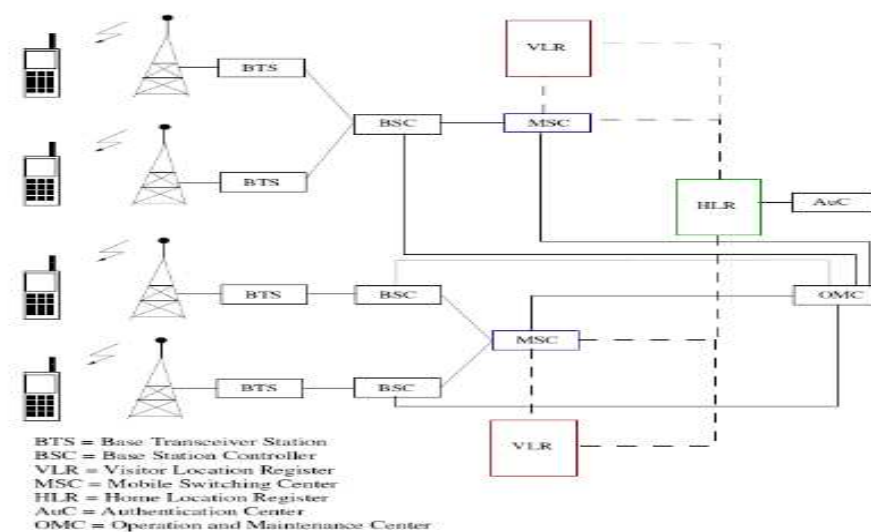 VLR
BTS
BSC
MSC
BTS
HLR
AuC
BTS
BSC
OMC
MSC
BTS
BSC
VLR
BTS = Base Transceiver Station
BSC = Base Station Controller
VLR = Visitor Location Register
MSC = Mobile Switching Center
HLR = Home Location Register
AuC = Authentication Center
OMC = Operation and Maintenance Center